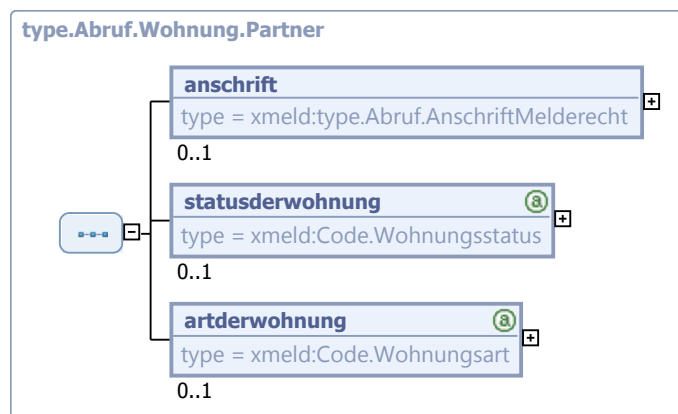 type.Abruf.Wohnung.Partner
anschrift
type = xmeld:type.Abruf.AnschriftMelderecht
0..1
statusderwohnung a
type = xmeld:Code.Wohnungsstatus
0..1
artderwohnung a
type = xmeld:Code.Wohnungsart
0..1